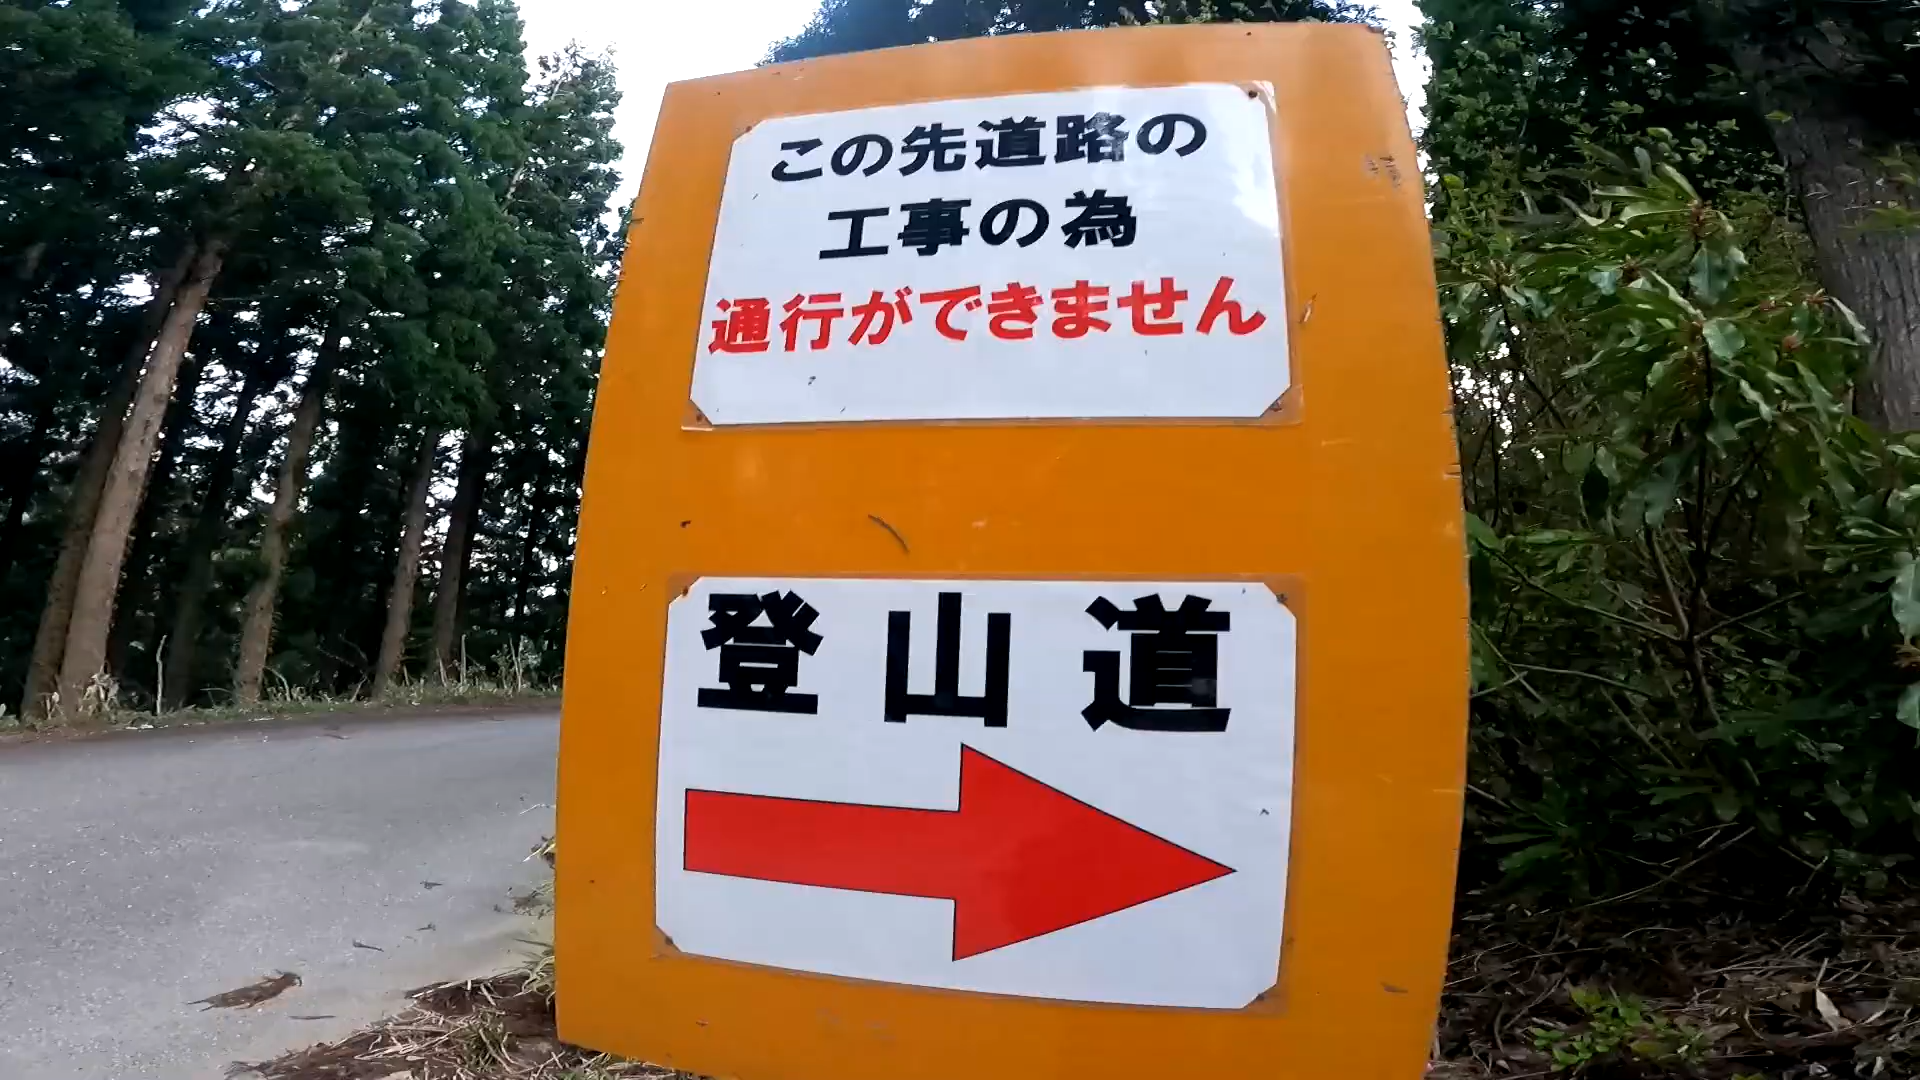 この先道路の
工事の為
通行ができません
登山道